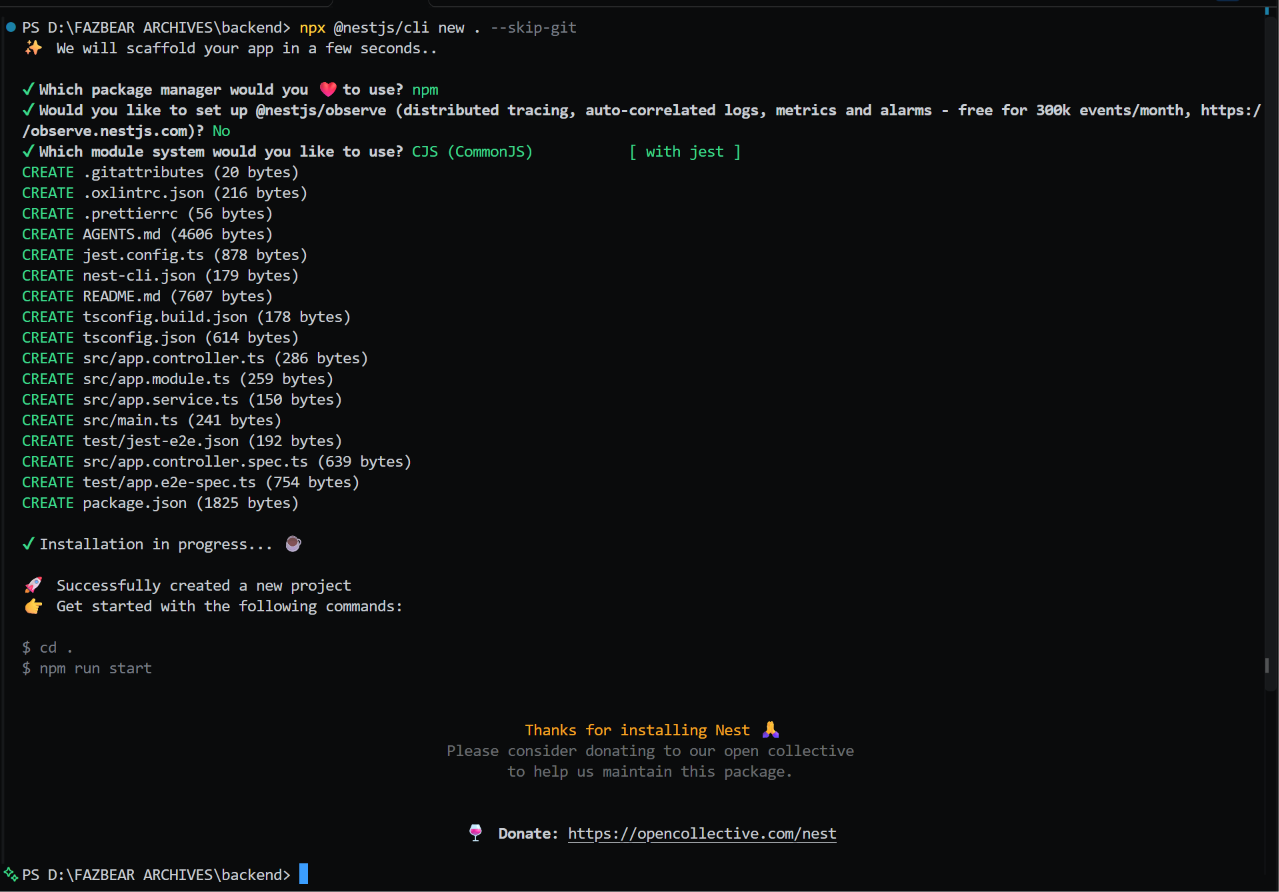 PS D:\FAZBEAR ARCHIVES\backend> npx @nestjs/cli new . --skip-git
✨ We will scaffold your app in a few seconds..
✓ Which package manager would you ❤️ to use? npm
✓ Would you like to set up @nestjs/observe (distributed tracing, auto-correlated logs, metrics and alarms - free for 300k events/month, https:/
/observe.nestjs.com)? No
✓ Which module system would you like to use? CJS (CommonJS) [ with jest ]
CREATE .gitattributes (20 bytes)
CREATE .oxlintrc.json (216 bytes)
CREATE .prettierrc (56 bytes)
CREATE AGENTS.md (4606 bytes)
CREATE jest.config.ts (878 bytes)
CREATE nest-cli.json (179 bytes)
CREATE README.md (7607 bytes)
CREATE tsconfig.build.json (178 bytes)
CREATE tsconfig.json (614 bytes)
CREATE src/app.controller.ts (286 bytes)
CREATE src/app.module.ts (259 bytes)
CREATE src/app.service.ts (150 bytes)
CREATE src/main.ts (241 bytes)
CREATE test/jest-e2e.json (192 bytes)
CREATE src/app.controller.spec.ts (639 bytes)
CREATE test/app.e2e-spec.ts (754 bytes)
CREATE package.json (1825 bytes)
✓ Installation in progress... ☕
🚀 Successfully created a new project
👉 Get started with the following commands:
$ cd .
$ npm run start
Thanks for installing Nest 🙏
Please consider donating to our open collective
to help us maintain this package.
🍷 Donate: https://opencollective.com/nest
PS D:\FAZBEAR ARCHIVES\backend>